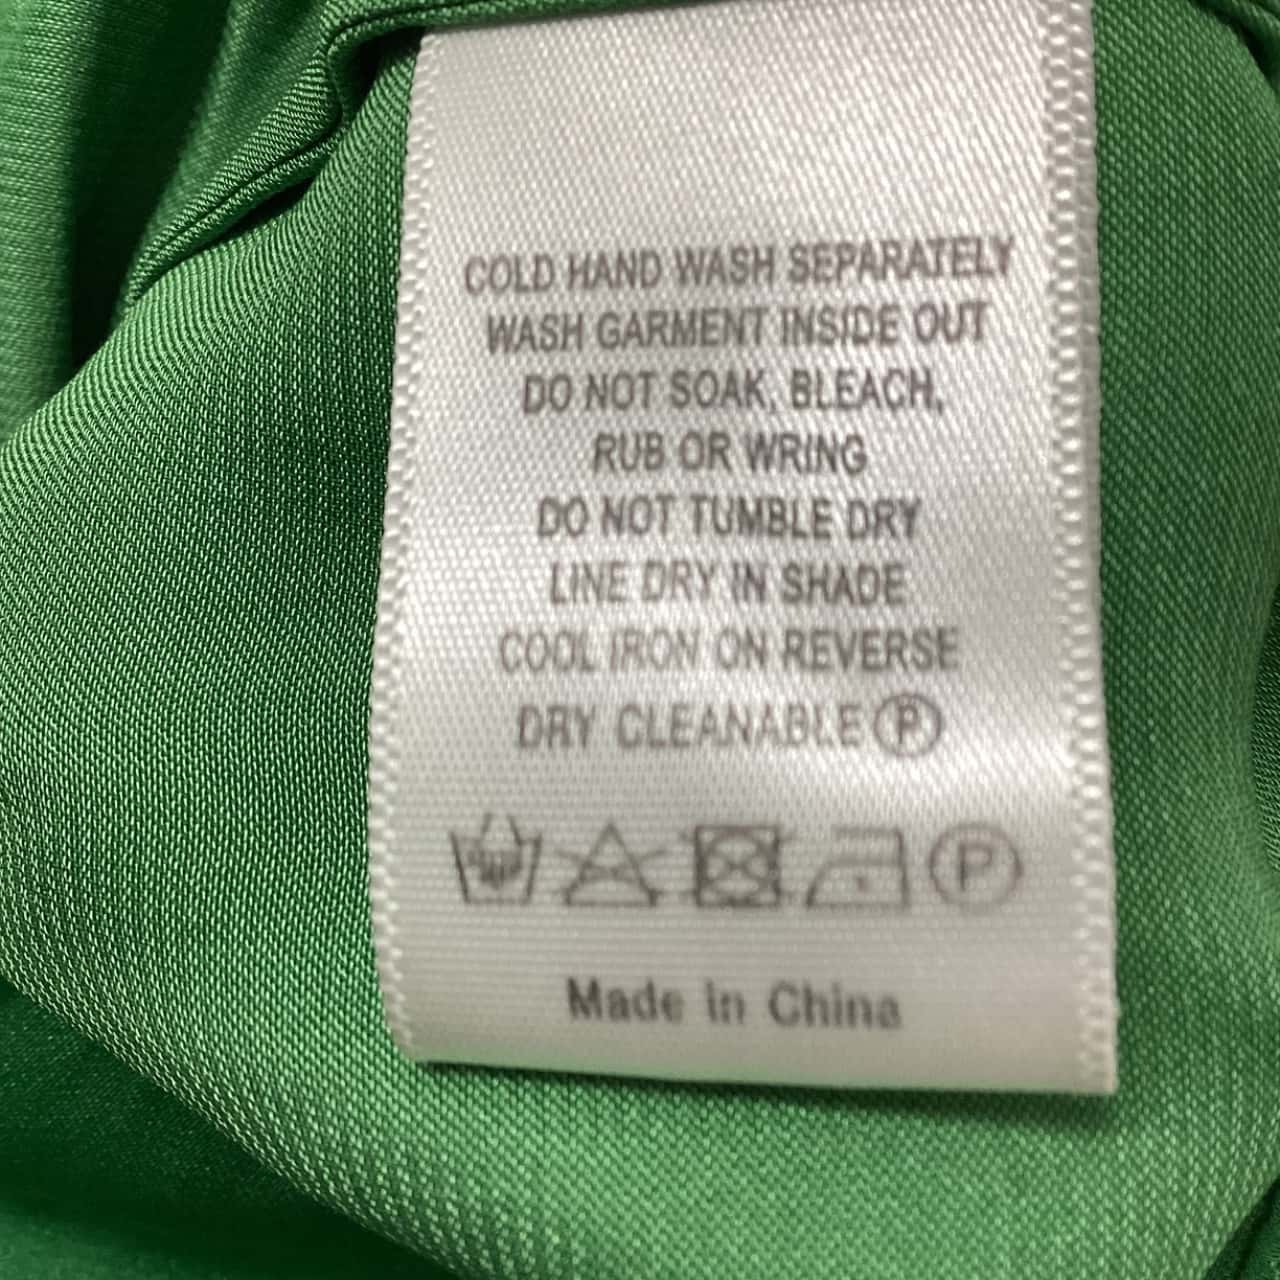 COLD HAND WASH SEPARATELY
WASH GARMENT INSIDE OUT
DO NOT SOAK, BLEACH,
RUB OR WRING
DO NOT TUMBLE DRY
LINE DRY IN SHADE
COOL IRON ON REVERSE
DRY CLEANABLE Ⓟ
Ⓟ
Made in China